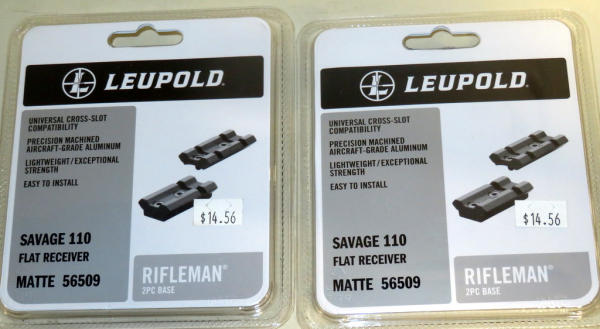 LEUPOLD
UNIVERSAL CROSS-SLOT
COMPATIBILITY
PRECISION MACHINED
AIRCRAFT-GRADE ALUMINUM
LIGHTWEIGHT/EXCEPTIONAL
STRENGTH
EASY TO INSTALL
$14.56
SAVAGE 110
FLAT RECEIVER
MATTE 56509
RIFLEMAN®
2PC BASE
LEUPOLD
UNIVERSAL CROSS-SLOT
COMPATIBILITY
PRECISION MACHINED
AIRCRAFT-GRADE ALUMINUM
LIGHTWEIGHT/EXCEPTIONAL
STRENGTH
EASY TO INSTALL
$14.56
SAVAGE 110
FLAT RECEIVER
MATTE 56509
RIFLEMAN®
2PC BASE